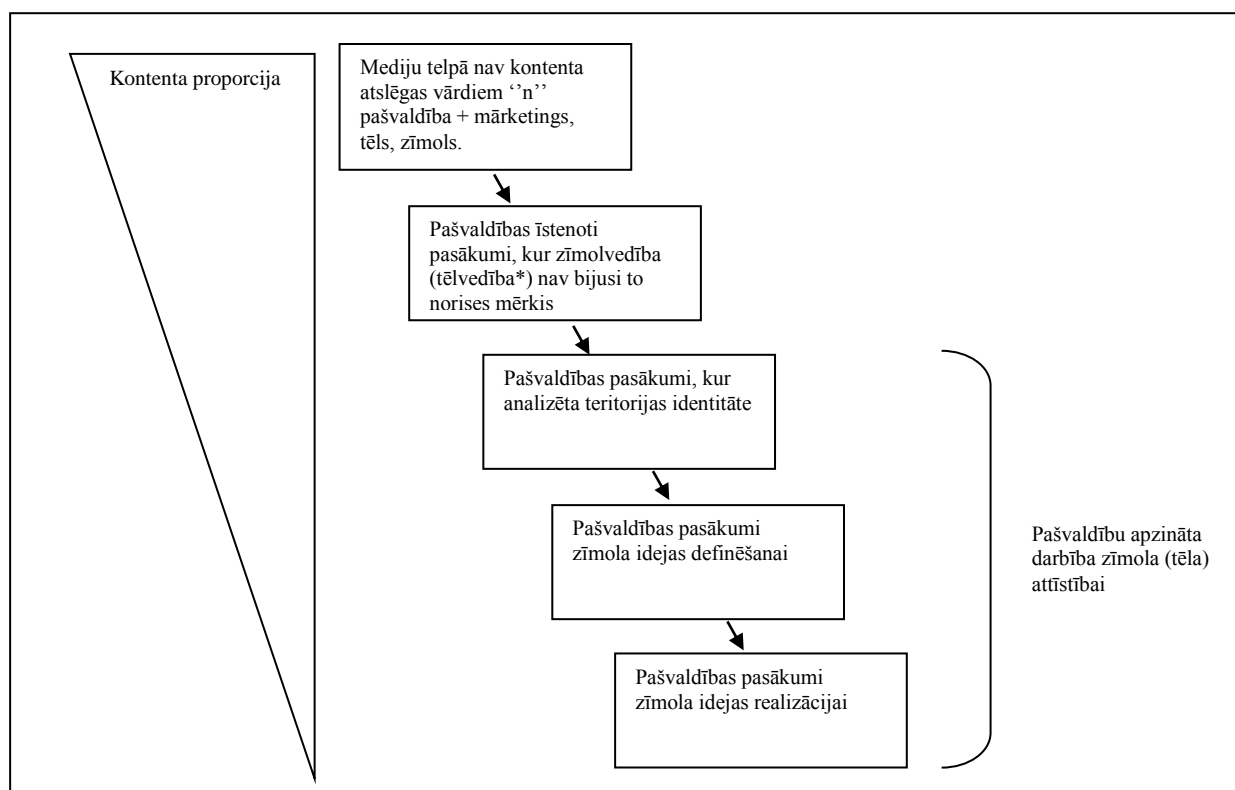 Kontenta proporcija
Mediju telpā nav kontenta
atslēgas vārdiem ‘’n’’
pašvaldība + mārketings,
tēls, zīmols.
Pašvaldības īstenoti
pasākumi, kur zīmolvedība
(tēlvedība*) nav bijusi to
norises mērķis
Pašvaldības pasākumi, kur
analizēta teritorijas identitāte
Pašvaldības pasākumi
zīmola idejas definēšanai
Pašvaldību apzināta
darbība zīmola (tēla)
attīstībai
Pašvaldības pasākumi
zīmola idejas realizācijai